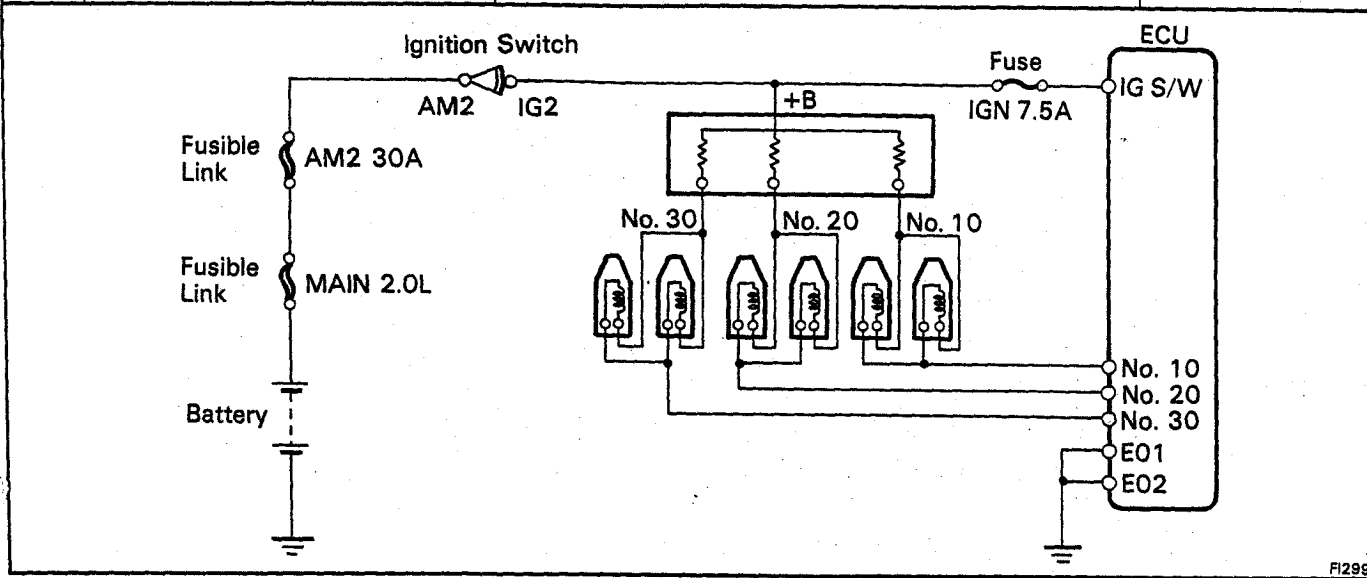 ECU
Ignition Switch
Fuse
AM2
IG2
+B
IGN 7.5A
IG S/W
Fusible
Link
AM2 30A
No. 30
No. 20
No. 10
Fusible
Link
MAIN 2.0L
No. 10
No. 20
No. 30
Battery
E01
E02